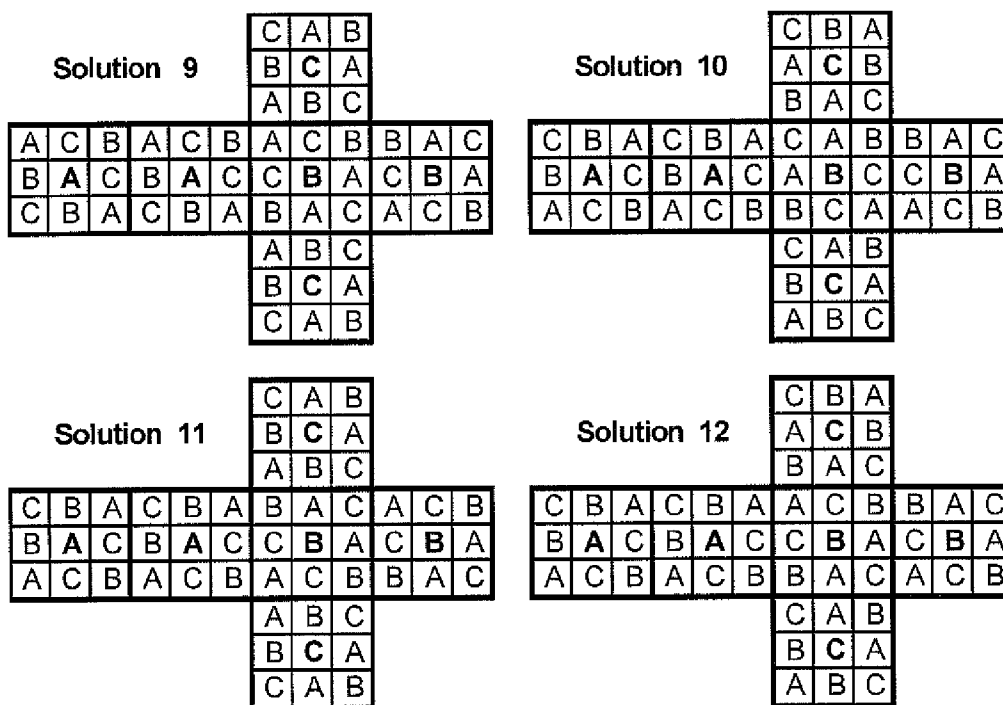 C A B
Solution 9
B C A
A B C
A C B A C B A C B B A C
B A C B A C C B A C B A
C B A C B A B A C A C B
A B C
B C A
C A B
C B A
Solution 10
A C B
B A C
C B A C B A C A B B A C
B A C B A C A B C C B A
A C B A C B B C A A C B
C A B
B C A
A B C
C A B
Solution 11
B C A
A B C
C B A C B A B A C A C B
B A C B A C C B A C B A
A C B A C B A C B B A C
A B C
B C A
C A B
C B A
Solution 12
A C B
B A C
C B A C B A A C B B A C
B A C B A C C B A C B A
A C B A C B B A C A C B
C A B
B C A
A B C